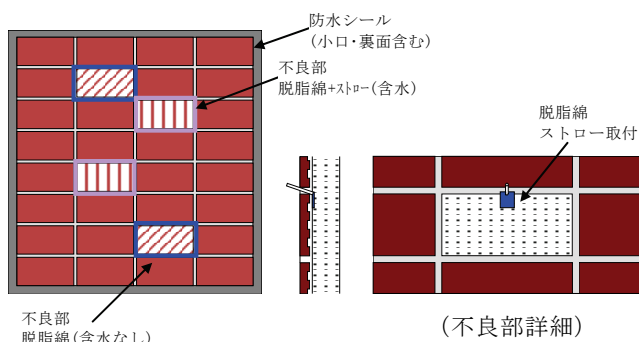 防水シール
(小口・裏面含む)
不良部
脱脂綿+ストロー(含水)
脱脂綿
ストロー取付
不良部
脱脂綿(含水なし)
(不良部詳細)